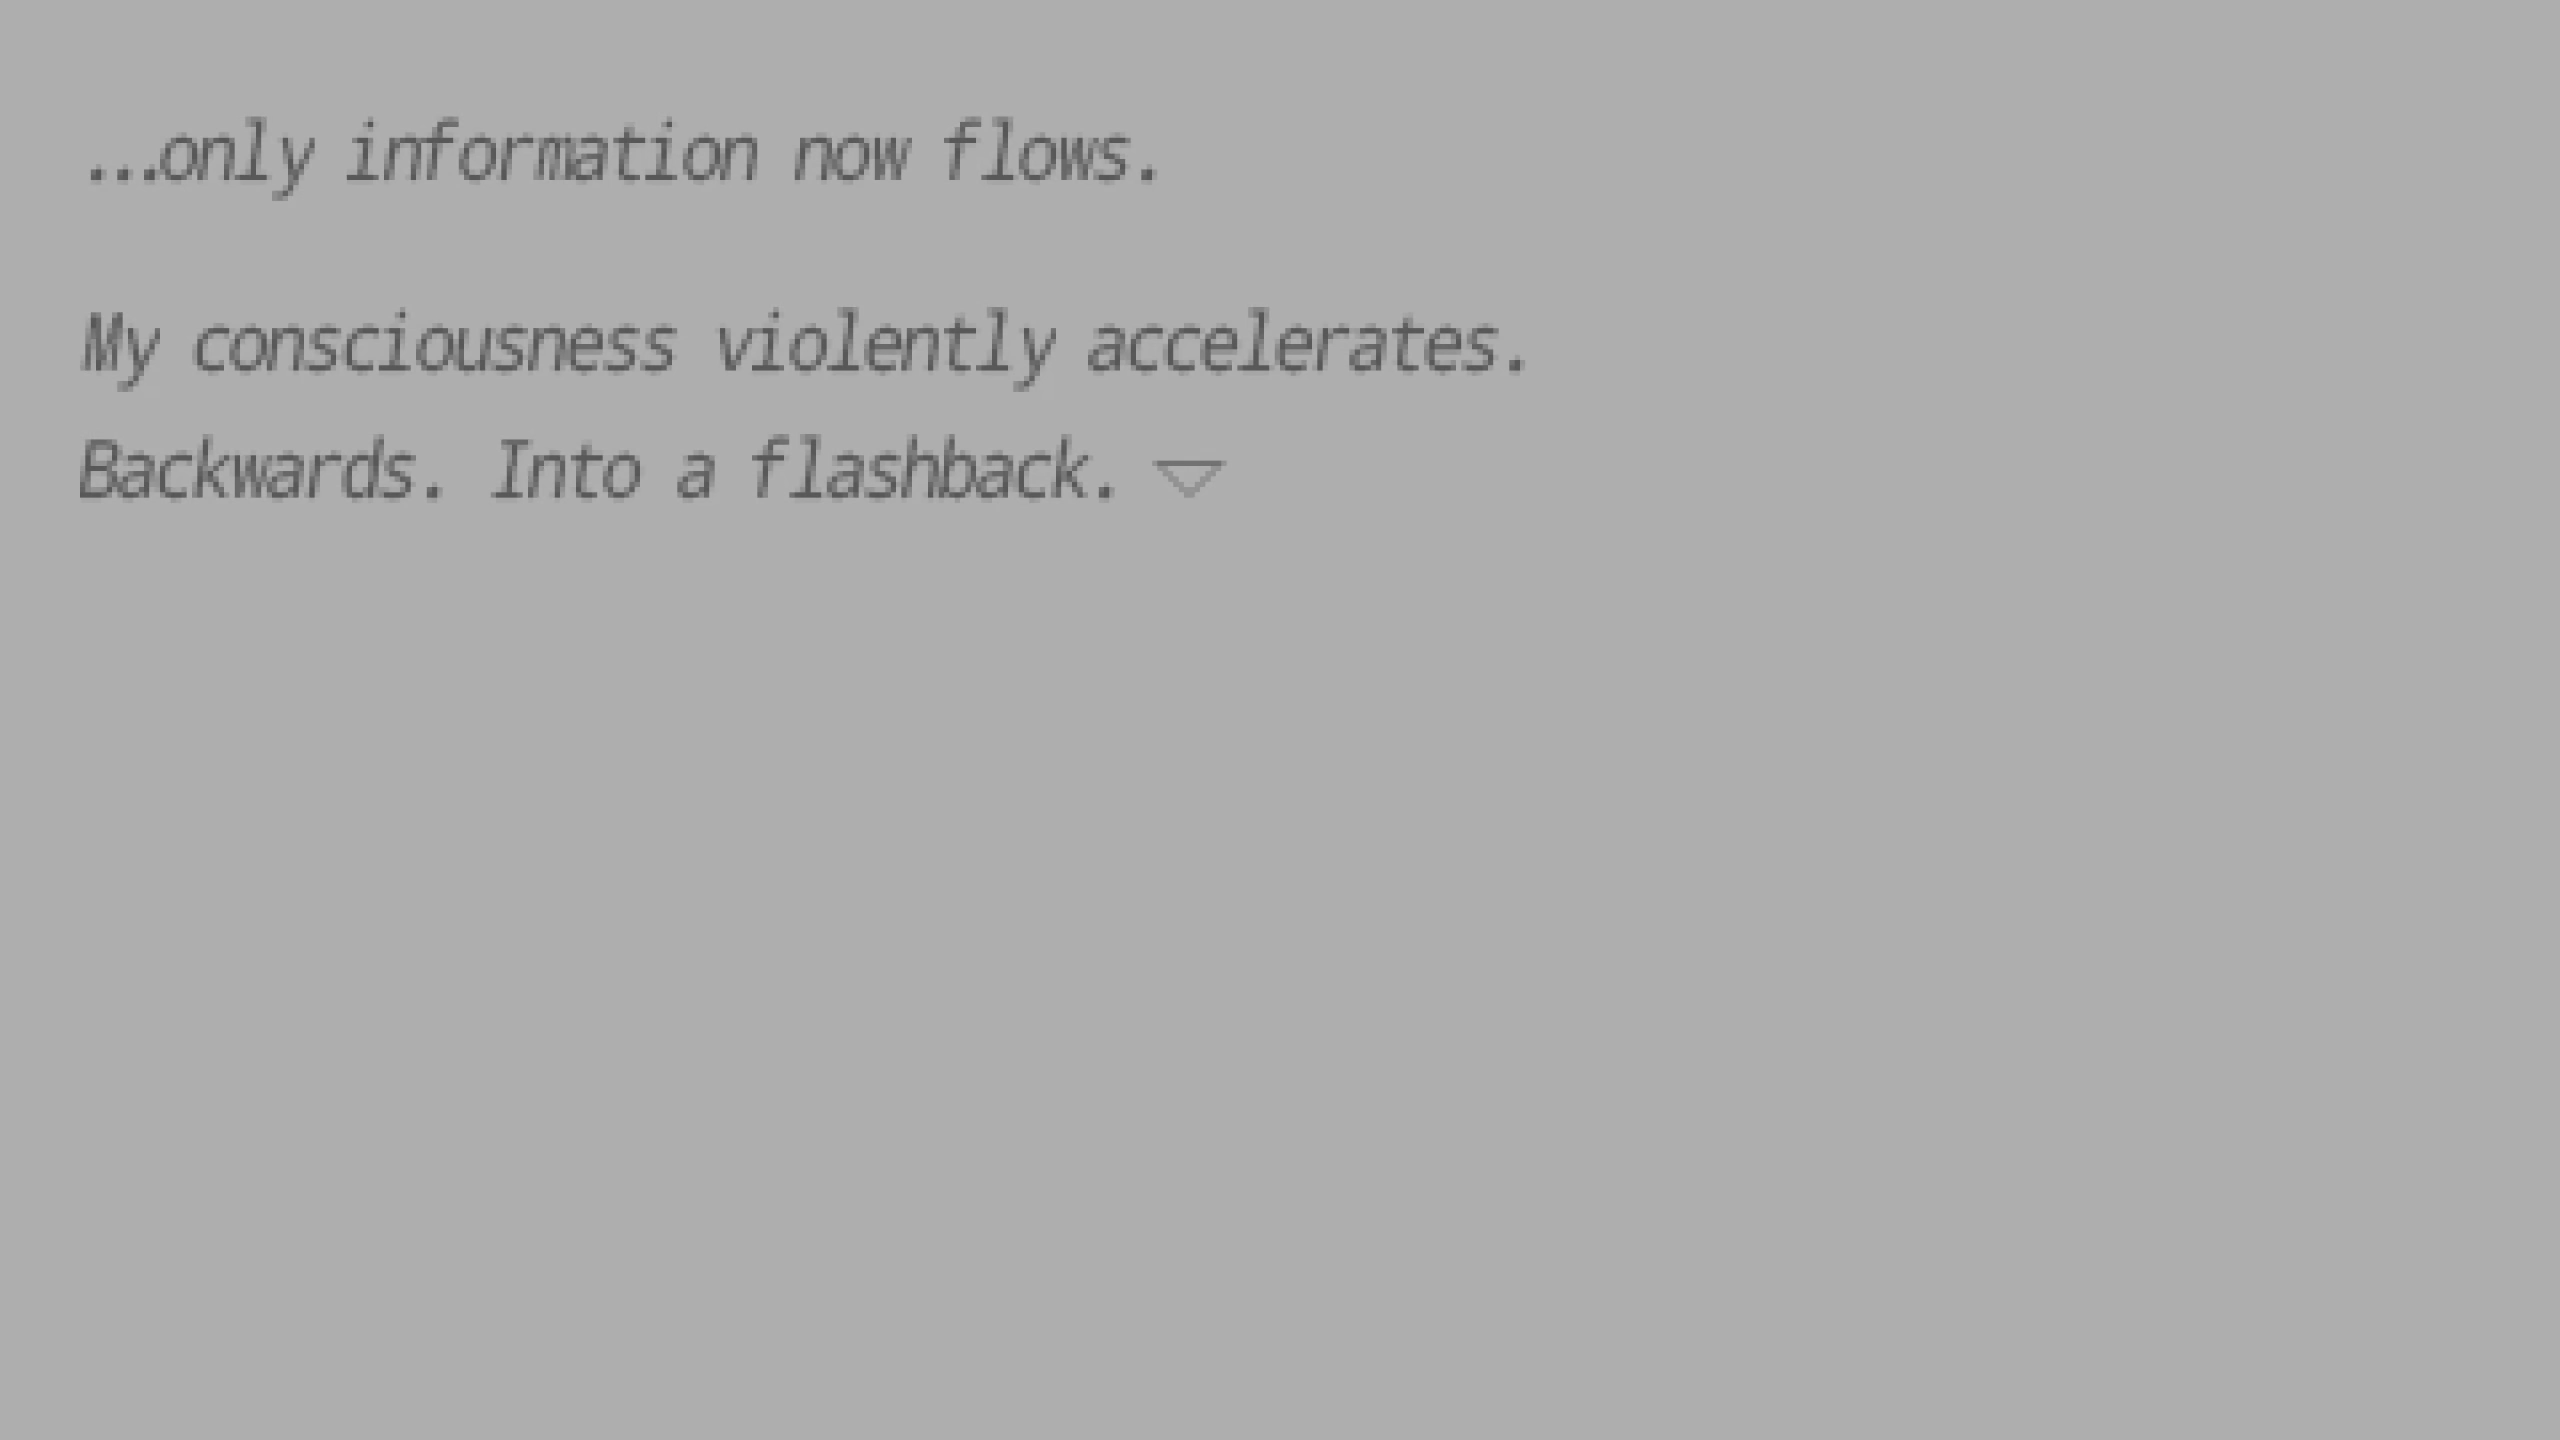 ...only information now flows.
My consciousness violently accelerates.
Backwards. Into a flashback.